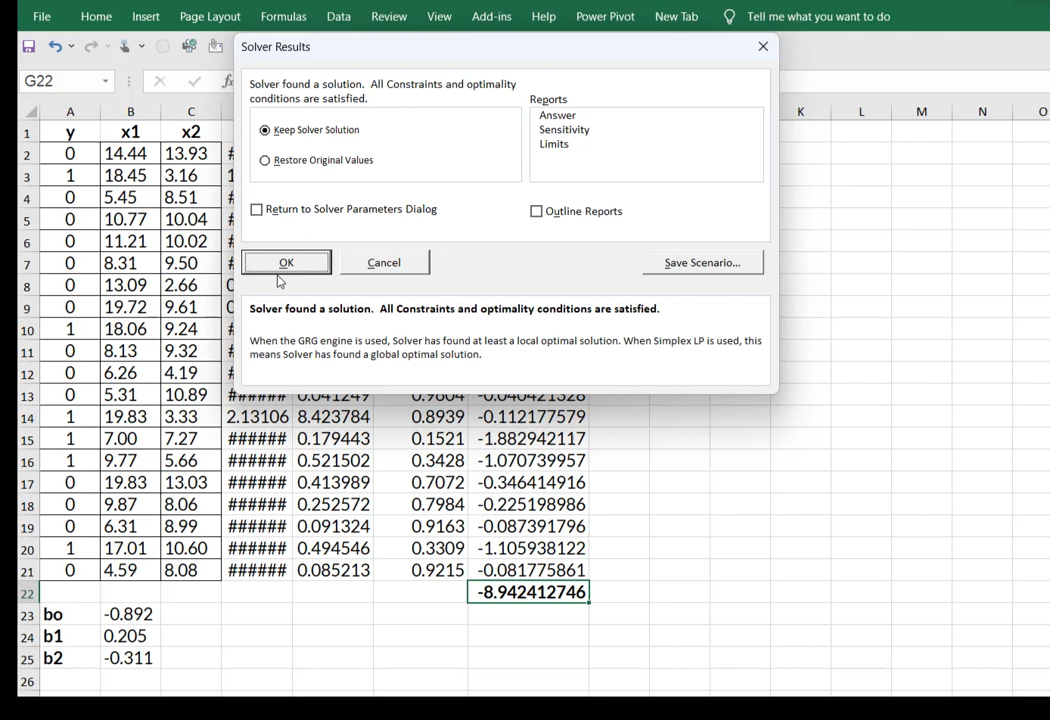 File Home Insert Page Layout Formulas Data Review View Add-ins Help Power Pivot New Tab Tell me what you want to do
Solver Results
G22
Solver found a solution. All Constraints and optimality
conditions are satisfied.
Keep Solver Solution
Restore Original Values
Reports
Answer
Sensitivity
Limits
Return to Solver Parameters Dialog
Outline Reports
OK Cancel Save Scenario...
Solver found a solution. All Constraints and optimality conditions are satisfied.
When the GRG engine is used, Solver has found at least a local optimal solution. When Simplex LP is used, this
means Solver has found a global optimal solution.
A B C K L M N O
1 y x1 x2
2 0 14.44 13.93
3 1 18.45 3.16
4 0 5.45 8.51
5 0 10.77 10.04
6 0 11.21 10.02
7 0 8.31 9.50
8 0 13.09 2.66
9 0 19.72 9.61
10 1 18.06 9.24
11 0 8.13 9.32
12 0 6.26 4.19
13 0 5.31 10.89 ###### 0.041249 0.9604 -0.040421328
14 1 19.83 3.33 2.13106 8.423784 0.8939 -0.112177579
15 1 7.00 7.27 ###### 0.179443 0.1521 -1.882942117
16 1 9.77 5.66 ###### 0.521502 0.3428 -1.070739957
17 0 19.83 13.03 ###### 0.413989 0.7072 -0.346414916
18 0 9.87 8.06 ###### 0.252572 0.7984 -0.225198986
19 0 6.31 8.99 ###### 0.091324 0.9163 -0.087391796
20 1 17.01 10.60 ###### 0.494546 0.3309 -1.105938122
21 0 4.59 8.08 ###### 0.085213 0.9215 -0.081775861
22 -8.942412746
23 bo -0.892
24 b1 0.205
25 b2 -0.311
26